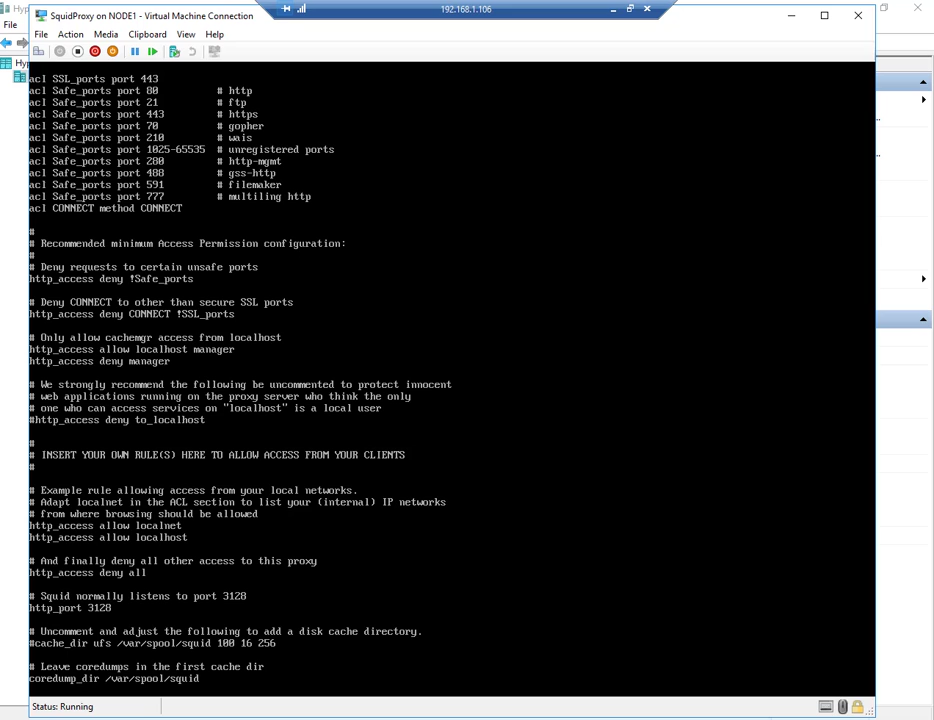 192.168.1.106
SquidProxy on NODE1 - Virtual Machine Connection
File
File Action Media Clipboard View Help
acl SSL_ports port 443
acl Safe_ports port 80 # http
acl Safe_ports port 21 # ftp
acl Safe_ports port 443 # https
acl Safe_ports port 70 # gopher
acl Safe_ports port 210 # wais
acl Safe_ports port 1025-65535 # unregistered ports
acl Safe_ports port 280 # http-mgmt
acl Safe_ports port 488 # gss-http
acl Safe_ports port 591 # filemaker
acl Safe_ports port 777 # multiling http
acl CONNECT method CONNECT
#
# Recommended minimum Access Permission configuration:
#
# Deny requests to certain unsafe ports
http_access deny !Safe_ports
# Deny CONNECT to other than secure SSL ports
http_access deny CONNECT !SSL_ports
# Only allow cachemgr access from localhost
http_access allow localhost manager
http_access deny manager
# We strongly recommend the following be uncommented to protect innocent
# web applications running on the proxy server who think the only
# one who can access services on "localhost" is a local user
#http_access deny to_localhost
#
# INSERT YOUR OWN RULE(S) HERE TO ALLOW ACCESS FROM YOUR CLIENTS
#
# Example rule allowing access from your local networks.
# Adapt localnet in the ACL section to list your (internal) IP networks
# from where browsing should be allowed
http_access allow localnet
http_access allow localhost
# And finally deny all other access to this proxy
http_access deny all
# Squid normally listens to port 3128
http_port 3128
# Uncomment and adjust the following to add a disk cache directory.
#cache_dir ufs /var/spool/squid 100 16 256
# Leave coredumps in the first cache dir
coredump_dir /var/spool/squid
Status: Running